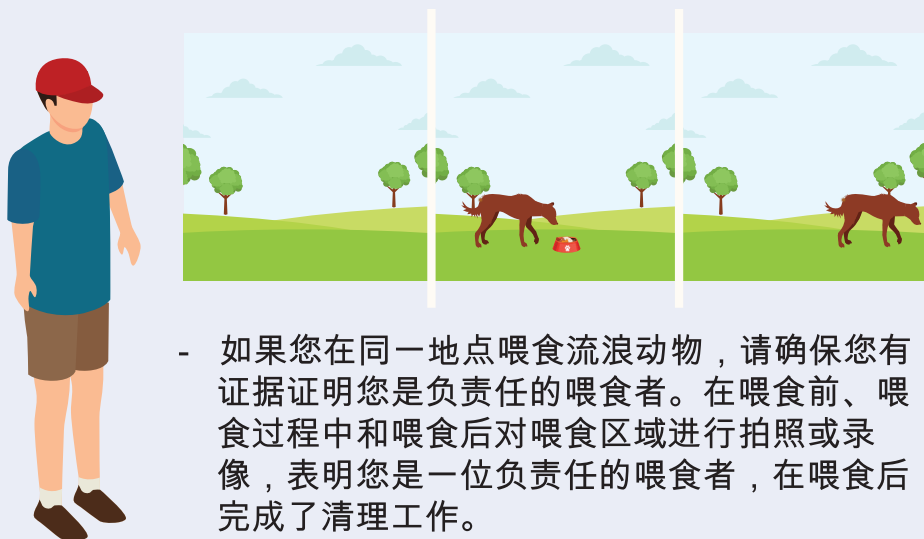 - 如果您在同一地点喂食流浪动物，请确保您有
证据证明您是负责任的喂食者。在喂食前、喂
食过程中和喂食后对喂食区域进行拍照或录
像，表明您是一位负责任的喂食者，在喂食后
完成了清理工作。